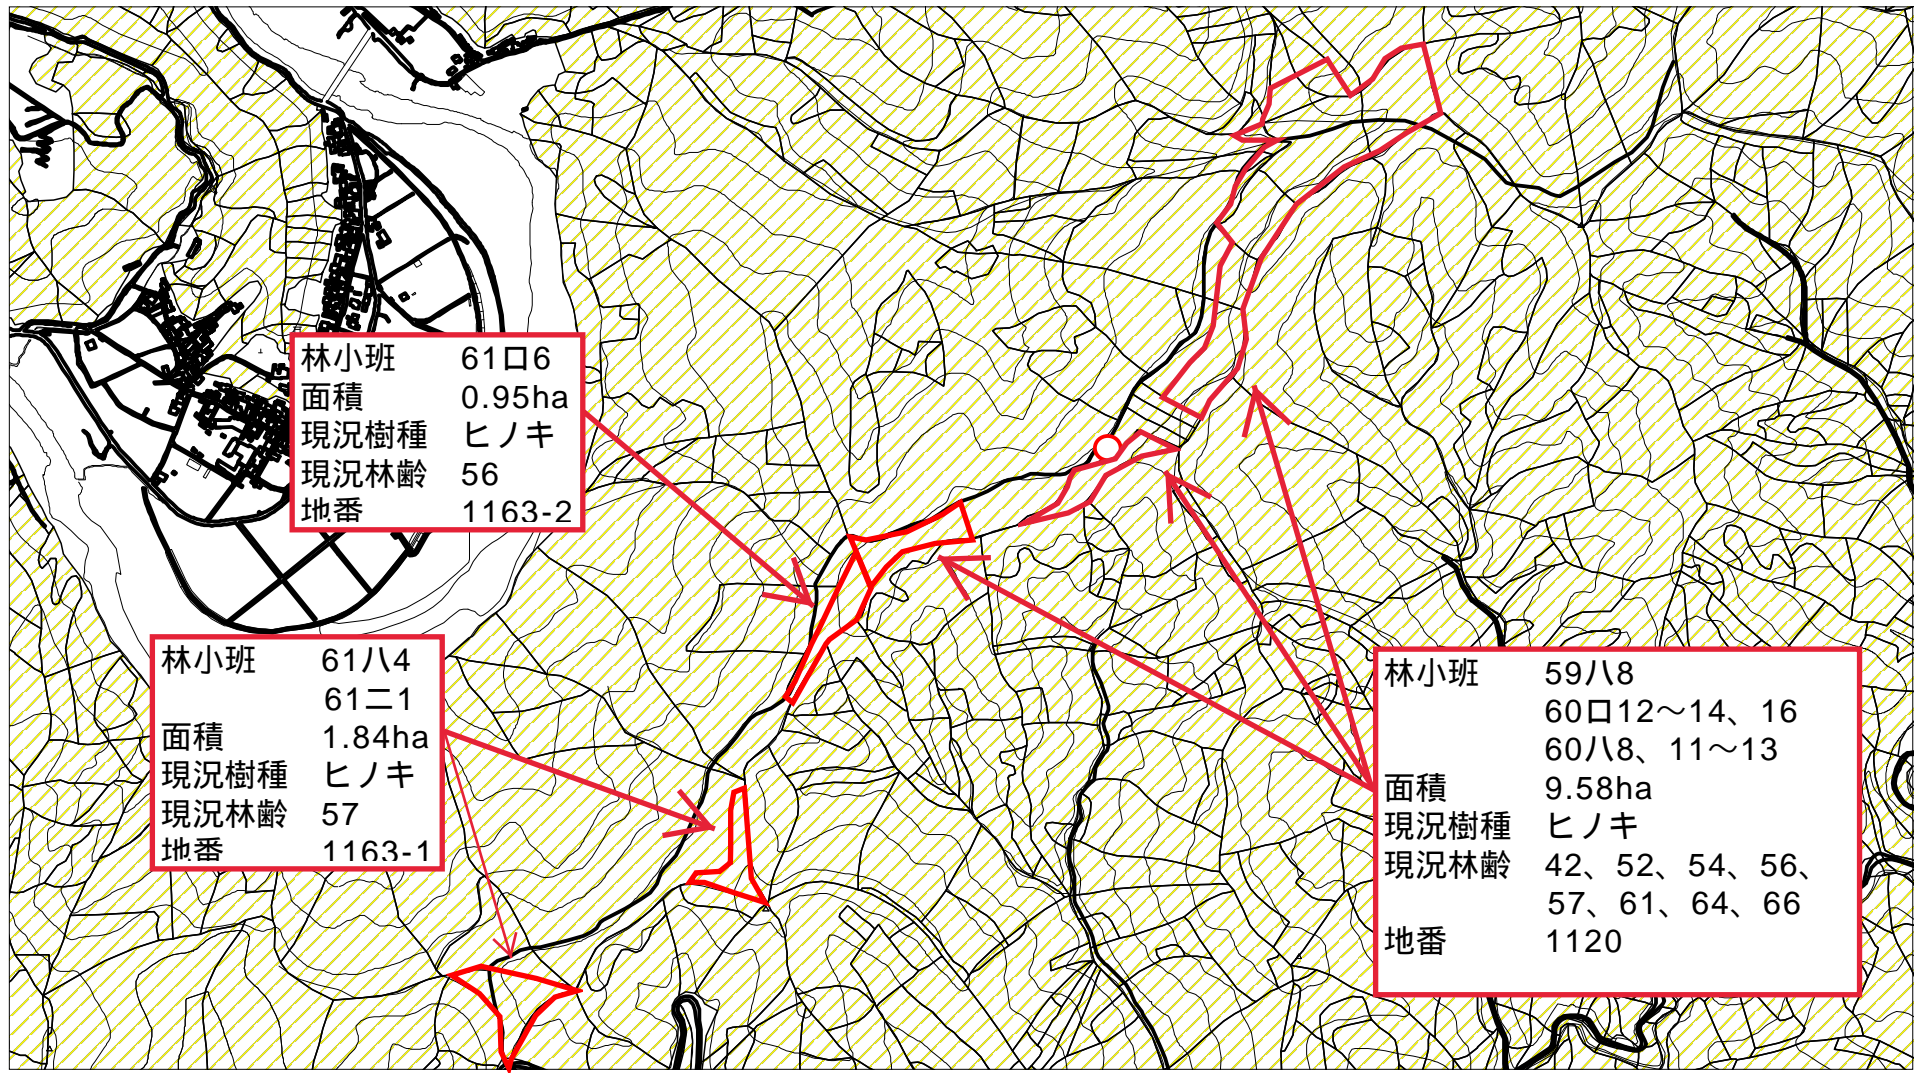 林小班 61ロ6
面積 0.95ha
現況樹種 ヒノキ
現況林齢 56
地番 1163-2
林小班 61ハ4
61ニ1
面積 1.84ha
現況樹種 ヒノキ
現況林齢 57
地番 1163-1
林小班 59ハ8
60ロ12～14、16
60ハ8、11～13
面積 9.58ha
現況樹種 ヒノキ
現況林齢 42、52、54、56、
57、61、64、66
地番 1120